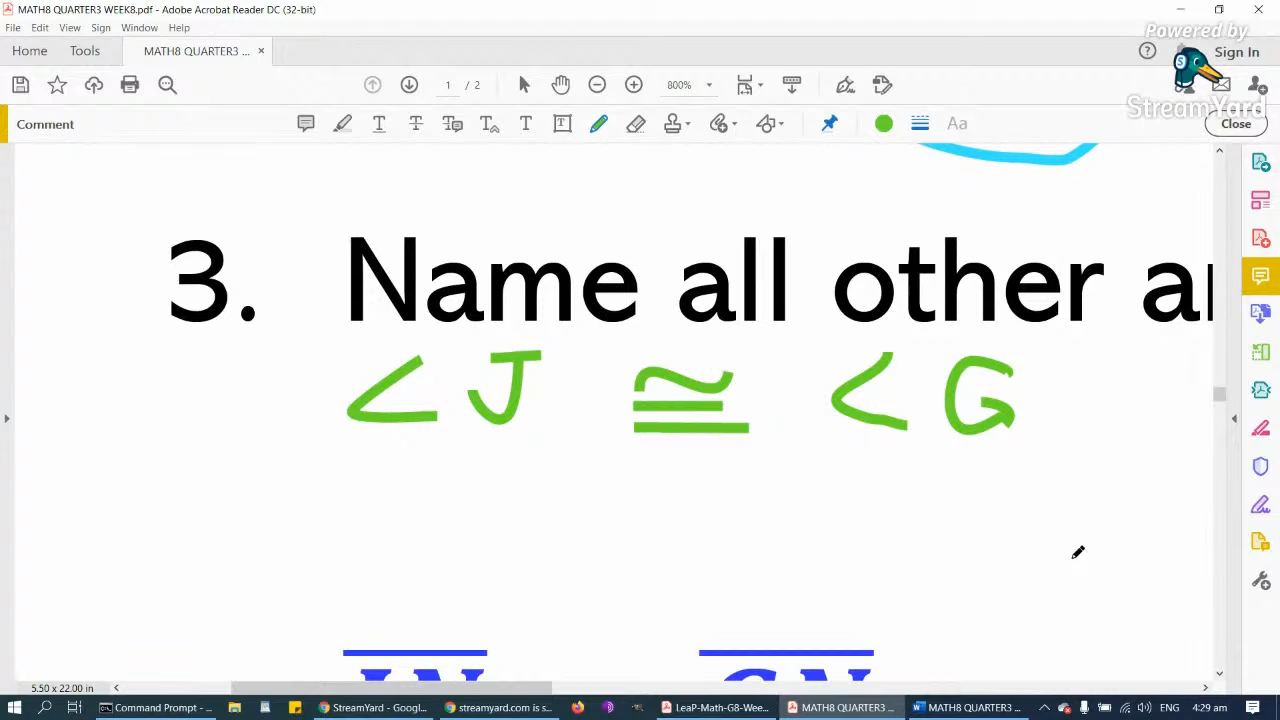 MATH8 QUARTER3 WEEK8.pdf - Adobe Acrobat Reader DC (32-bit)
File Edit View Sign Window Help
Powered by
StreamYard
Home Tools MATH8 QUARTER3 ... × Sign In
1 / 2 800%
Comment Aa Close
3. Name all other
<J ≅ <G
5.50 x 22.00 in
Command Prompt - ... StreamYard - Googl... streamyard.com is s... LeaP-Math-G8-Wee... MATH8 QUARTER3 ... MATH8 QUARTER3 ... 4:29 am